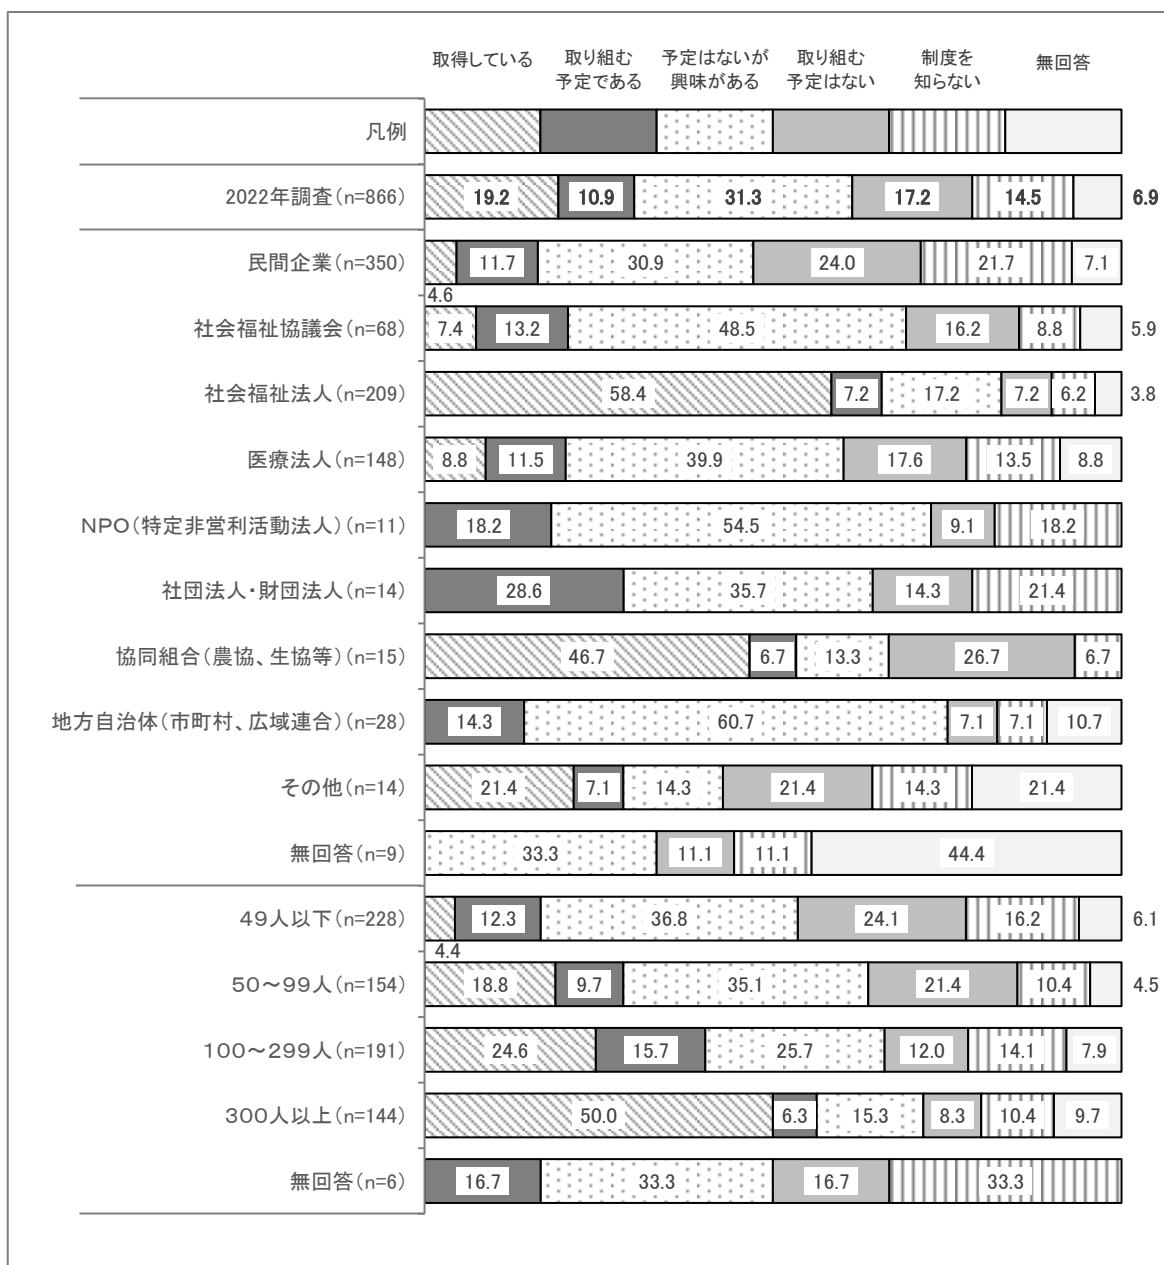 取得している 取り組む 予定はないが 取り組む 制度を 無回答
予定である 興味がある 予定はない 知らない
凡例
2022年調査(n=866) 19.2 10.9 31.3 17.2 14.5 6.9
民間企業(n=350) 11.7 30.9 24.0 21.7 7.1
4.6
社会福祉協議会(n=68) 7.4 13.2 48.5 16.2 8.8 5.9
社会福祉法人(n=209) 58.4 7.2 17.2 7.2 6.2 3.8
医療法人(n=148) 8.8 11.5 39.9 17.6 13.5 8.8
NPO(特定非営利活動法人)(n=11) 18.2 54.5 9.1 18.2
社団法人・財団法人(n=14) 28.6 35.7 14.3 21.4
協同組合(農協、生協等)(n=15) 46.7 6.7 13.3 26.7 6.7
地方自治体(市町村、広域連合)(n=28) 14.3 60.7 7.1 7.1 10.7
その他(n=14) 21.4 7.1 14.3 21.4 14.3 21.4
無回答(n=9) 33.3 11.1 11.1 44.4
49人以下(n=228) 12.3 36.8 24.1 16.2 6.1
4.4
50~99人(n=154) 18.8 9.7 35.1 21.4 10.4 4.5
100~299人(n=191) 24.6 15.7 25.7 12.0 14.1 7.9
300人以上(n=144) 50.0 6.3 15.3 8.3 10.4 9.7
無回答(n=6) 16.7 33.3 16.7 33.3